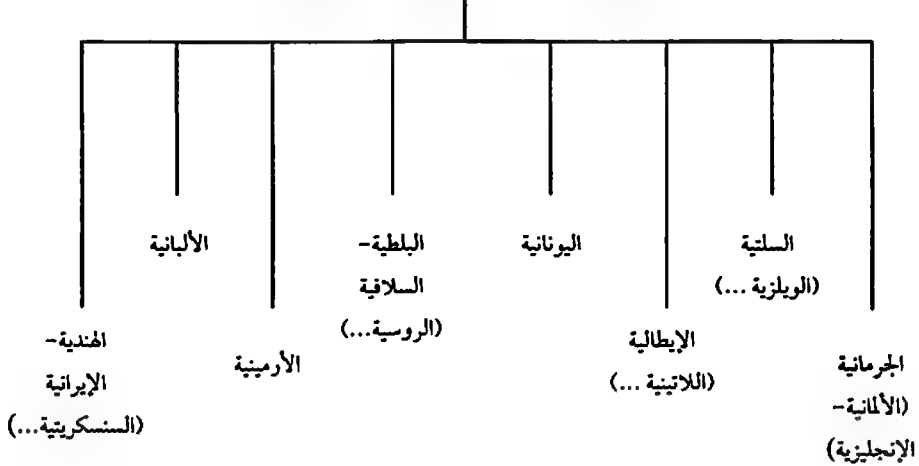 الجرمانية
(الألمانية-
الإنجليزية)
السلتية
(الويلزية ...)
الإيطالية
(اللاتينية ...)
اليونانية
البلطية-
السلافية
(الروسية...)
الأرمينية
الألبانية
الهندية-
الإيرانية
(السنسكريتية...)